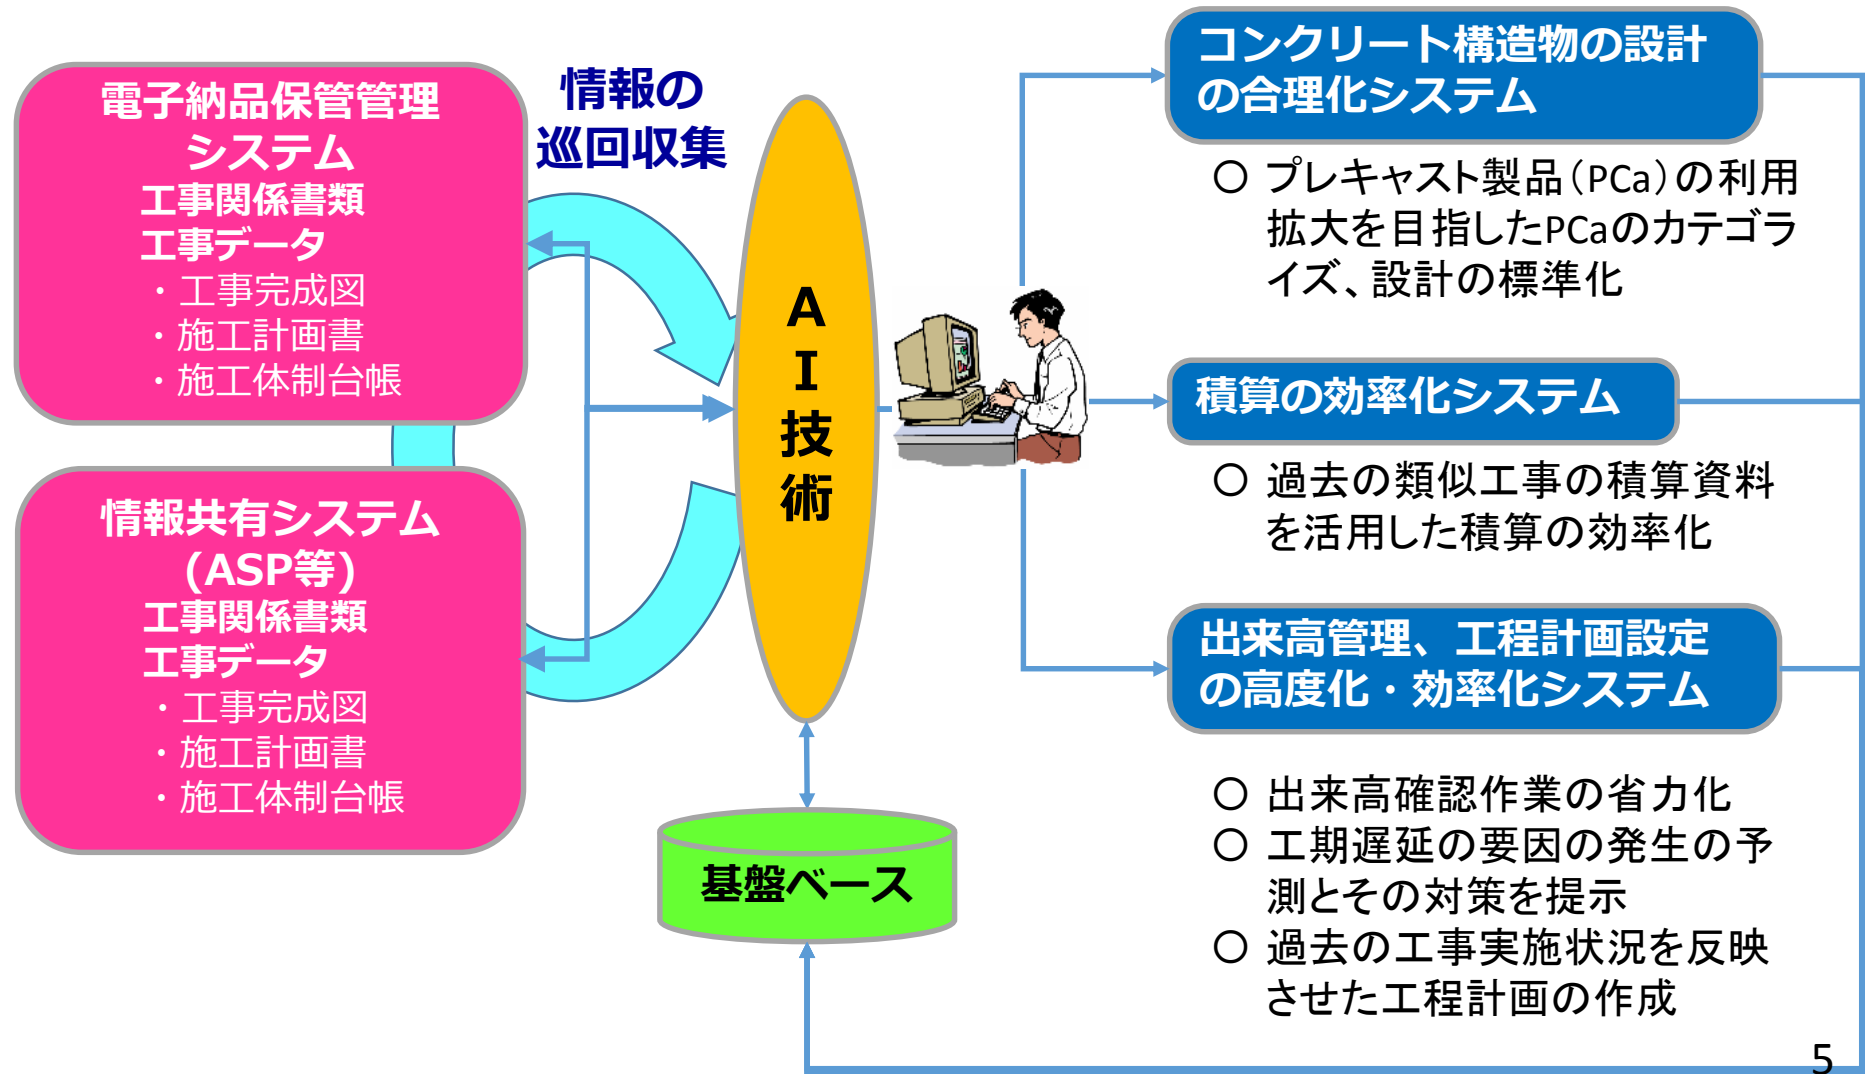 電子納品保管管理
システム
工事関係書類
工事データ
・工事完成図
・施工計画書
・施工体制台帳
情報共有システム
(ASP等)
工事関係書類
工事データ
・工事完成図
・施工計画書
・施工体制台帳
情報の
巡回収集
AI技術
基盤ベース
コンクリート構造物の設計
の合理化システム
〇 プレキャスト製品(PCa)の利用
拡大を目指したPCaのカテゴラ
イズ、設計の標準化
積算の効率化システム
〇 過去の類似工事の積算資料
を活用した積算の効率化
出来高管理、工程計画設定
の高度化・効率化システム
〇 出来高確認作業の省力化
〇 工期遅延の要因の発生の予
測とその対策を提示
〇 過去の工事実施状況を反映
させた工程計画の作成
5